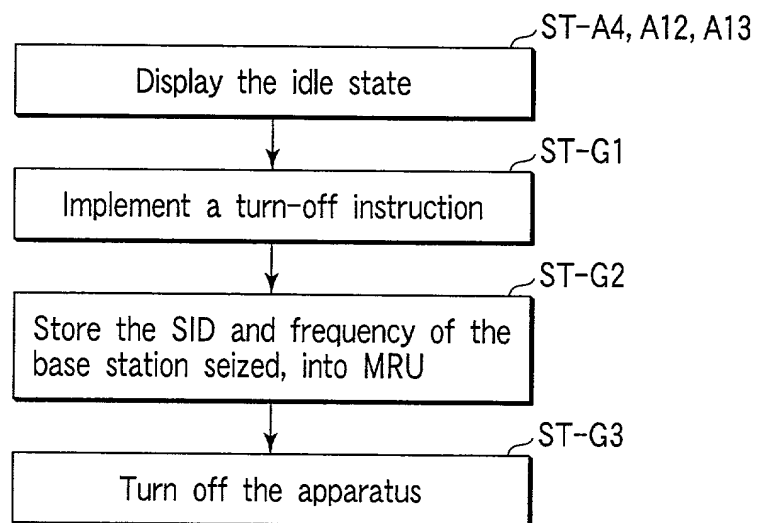 ST-A4, A12, A13
Display the idle state
ST-G1
Implement a turn-off instruction
ST-G2
Store the SID and frequency of the
base station seized, into MRU
ST-G3
Turn off the apparatus